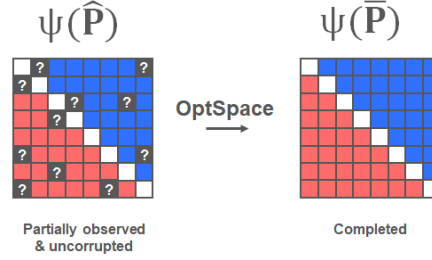 ψ(P̂)
ψ(P̄)
? ?
?
? ?
OptSpace
?
? ?
?
? ?
Partially observed
& uncorrupted
Completed